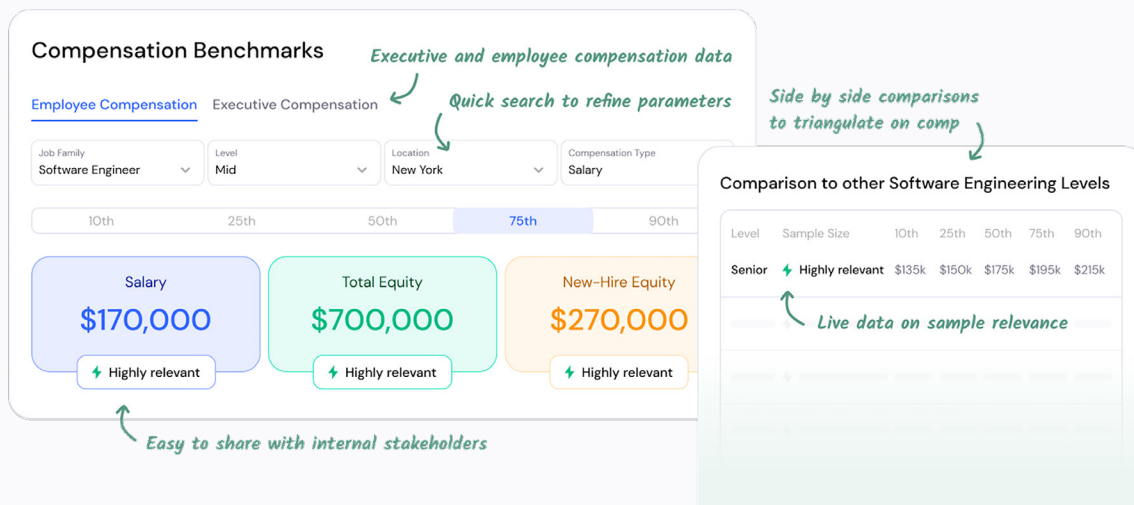 Compensation Benchmarks
Executive and employee compensation data
Employee Compensation Executive Compensation
Quick search to refine parameters
Job Family Level Location Compensation Type
Software Engineer Mid New York Salary
10th 25th 50th 75th 90th
Salary Total Equity New-Hire Equity
$170,000 $700,000 $270,000
Highly relevant Highly relevant Highly relevant
Easy to share with internal stakeholders
Side by side comparisons
to triangulate on comp
Comparison to other Software Engineering Levels
Level Sample Size 10th 25th 50th 75th 90th
Senior Highly relevant $135k $150k $175k $195k $215k
Live data on sample relevance